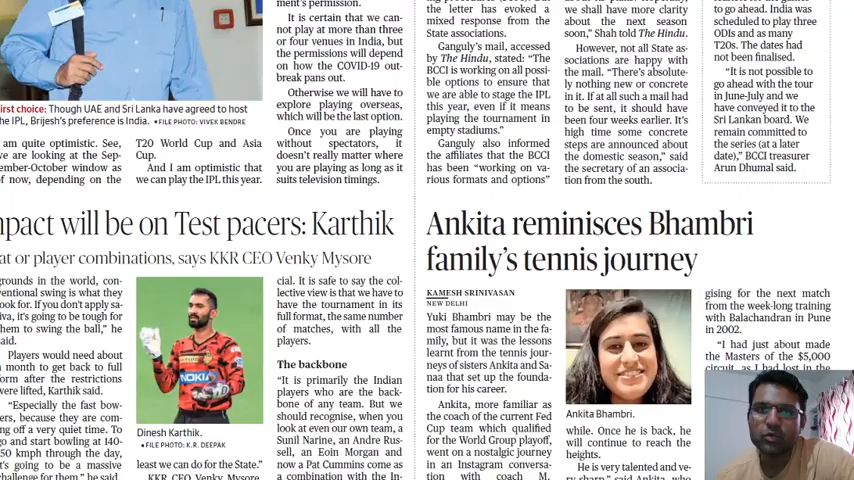 ment's permission.
It is certain that we can-
not play at more than three
or four venues in India, but
the permissions will depend
on how the COVID-19 out-
break pans out.
Otherwise we will have to
explore playing overseas,
which will be the last option.
Once you are playing
without spectators, it
doesn't really matter where
you are playing as long as it
suits television timings.
irst choice: Though UAE and Sri Lanka have agreed to host
he IPL, Brijesh's preference is India. • FILE PHOTO: VIVEK BENDRE
am quite optimistic. See,
we are looking at the Sep-
ember-October window as
of now, depending on the
T20 World Cup and Asia
Cup.
And I am optimistic that
we can play the IPL this year.
the letter has evoked a
mixed response from the
State associations.
Ganguly's mail, accessed
by The Hindu, stated: "The
BCCI is working on all possi-
ble options to ensure that
we are able to stage the IPL
this year, even if it means
playing the tournament in
empty stadiums."
Ganguly also informed
the affiliates that the BCCI
has been "working on va-
rious formats and options"
we shall have more clarity
about the next season
soon," Shah told The Hindu.
However, not all State as-
sociations are happy with
the mail. "There's absolute-
ly nothing new or concrete
in it. If at all such a mail had
to be sent, it should have
been four weeks earlier. It's
high time some concrete
steps are announced about
the domestic season," said
the secretary of an associa-
tion from the south.
to go ahead. India was
scheduled to play three
ODIs and as many
T20s. The dates had
not been finalised.
"It is not possible to
go ahead with the tour
in June-July and we
have conveyed it to the
Sri Lankan board. We
remain committed to
the series (at a later
date)," BCCI treasurer
Arun Dhumal said.
mpact will be on Test pacers: Karthik
at or player combinations, says KKR CEO Venky Mysore
grounds in the world, con-
ventional swing is what they
look for. If you don't apply sa-
iva, it's going to be tough for
them to swing the ball," he
said.
Players would need about
a month to get back to full
form after the restrictions
were lifted, Karthik said.
"Especially the fast bow-
ers, because they are com-
ing off a very quiet time. To
go and start bowling at 140-
50 kmph through the day,
it's going to be a massive
challenge for them," he said.
NOKIA
Dinesh Karthik.
• FILE PHOTO: K.R. DEEPAK
least we can do for the State."
KKR CEO Venky
cial. It is safe to say the col-
lective view is that we have to
have the tournament in its
full format, the same number
of matches, with all the
players.
The backbone
"It is primarily the Indian
players who are the back-
bone of any team. But we
should recognise, when you
look at even our own team, a
Sunil Narine, an Andre Rus-
sell, an Eoin Morgan and
now a Pat Cummins come as
a combination with the In-
Ankita reminisces Bhambri
family's tennis journey
KAMESH SRINIVASAN
NEW DELHI
Yuki Bhambri may be the
most famous name in the fa-
mily, but it was the lessons
learnt from the tennis jour-
neys of sisters Ankita and Sa-
naa that set up the founda-
tion for his career.
Ankita, more familiar as
the coach of the current Fed
Cup team which qualified
for the World Group playoff,
went on a nostalgic journey
in an Instagram conversa-
tion with coach M.
Ankita Bhambri.
while. Once he is back, he
will continue to reach the
heights.
He is very talented and ve-
ry sharp," said Ankita, who
gising for the next match
from the week-long training
with Balachandran in Pune
in 2002.
"I had just about made
the Masters of the $5,000
circuit, as I had lost in the